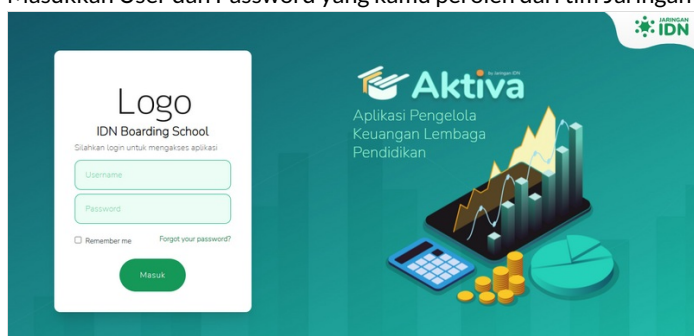 Masukkan User dan Password yang kamu peroleh dari tim Jaringan
JARINGAN
IDN
Logo
IDN Boarding School
Silahkan login untuk mengakses aplikasi
Username
Password
Remember me
Forgot your password?
Masuk
by Jaringan IDN
Aktiva
Aplikasi Pengelola
Keuangan Lembaga
Pendidikan